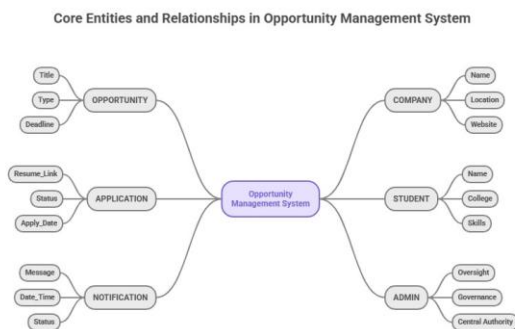 Core Entities and Relationships in Opportunity Management System
Title
Type
Deadline
OPPORTUNITY
Resume_Link
Status
Apply_Date
APPLICATION
Message
Date_Time
Status
NOTIFICATION
Opportunity
Management System
COMPANY
Name
Location
Website
STUDENT
Name
College
Skills
ADMIN
Oversight
Governance
Central Authority